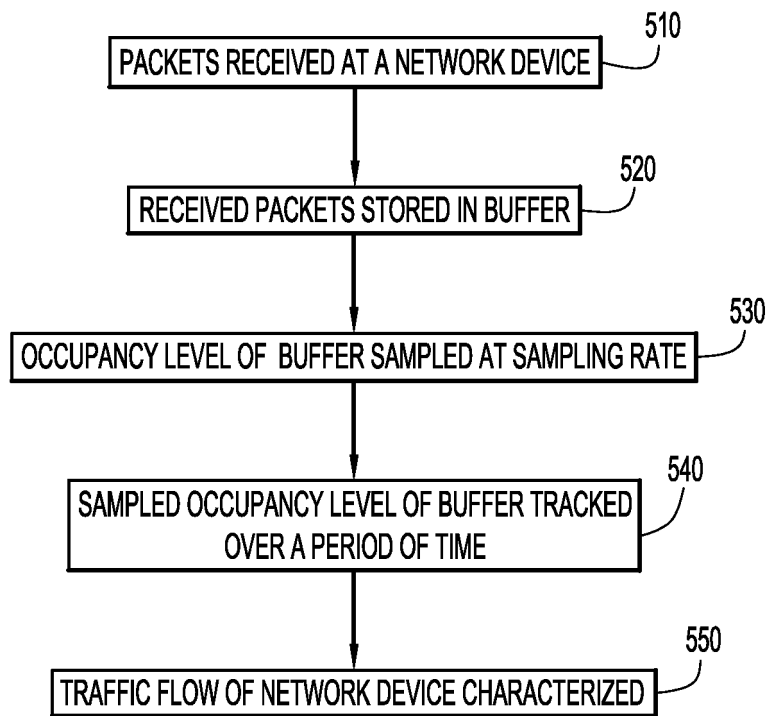 510
PACKETS RECEIVED AT A NETWORK DEVICE
520
RECEIVED PACKETS STORED IN BUFFER
530
OCCUPANCY LEVEL OF BUFFER SAMPLED AT SAMPLING RATE
540
SAMPLED OCCUPANCY LEVEL OF BUFFER TRACKED
OVER A PERIOD OF TIME
550
TRAFFIC FLOW OF NETWORK DEVICE CHARACTERIZED